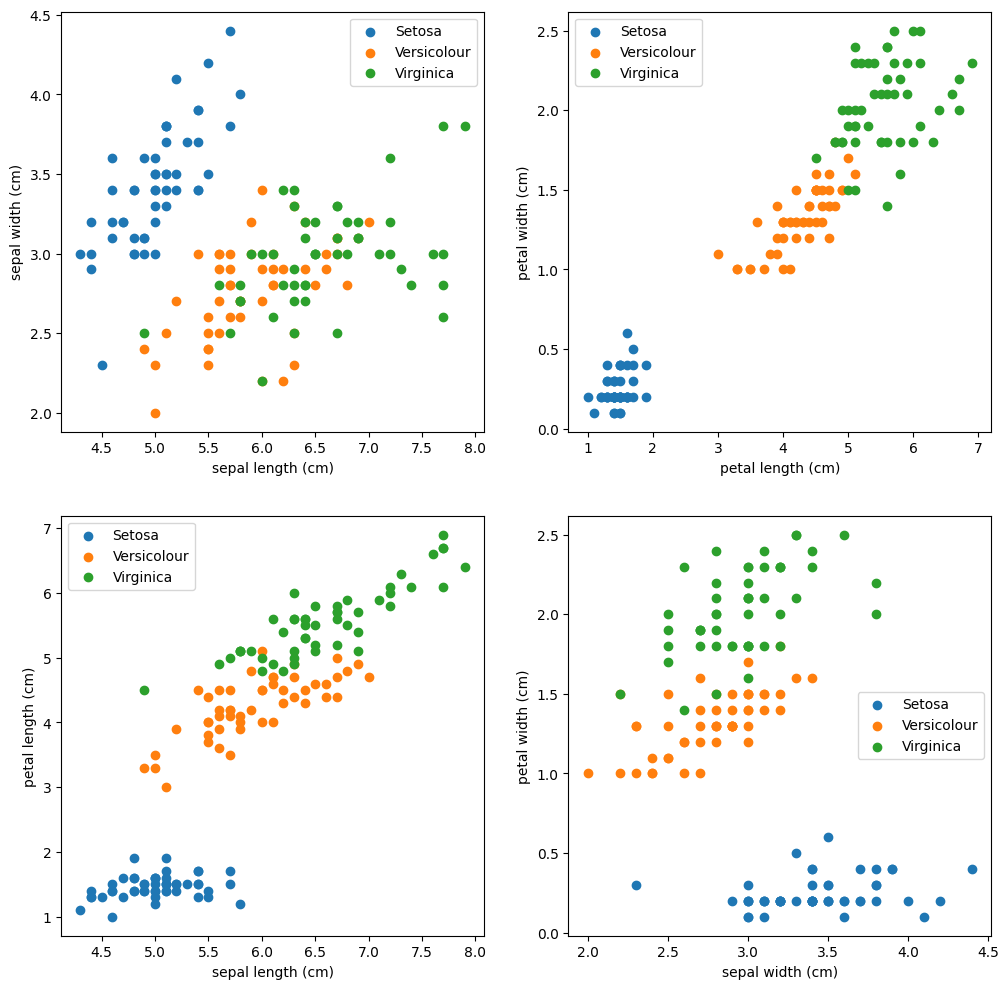 Setosa
Versicolour
Virginica
4.5
4.0
3.5
3.0
2.5
2.0
sepal width (cm)
4.5 5.0 5.5 6.0 6.5 7.0 7.5 8.0
sepal length (cm)
Setosa
Versicolour
Virginica
2.5
2.0
1.5
1.0
0.5
0.0
petal width (cm)
1 2 3 4 5 6 7
petal length (cm)
Setosa
Versicolour
Virginica
7
6
5
4
3
2
1
petal length (cm)
4.5 5.0 5.5 6.0 6.5 7.0 7.5 8.0
sepal length (cm)
2.5
2.0
1.5
1.0
0.5
0.0
petal width (cm)
Setosa
Versicolour
Virginica
2.0 2.5 3.0 3.5 4.0 4.5
sepal width (cm)